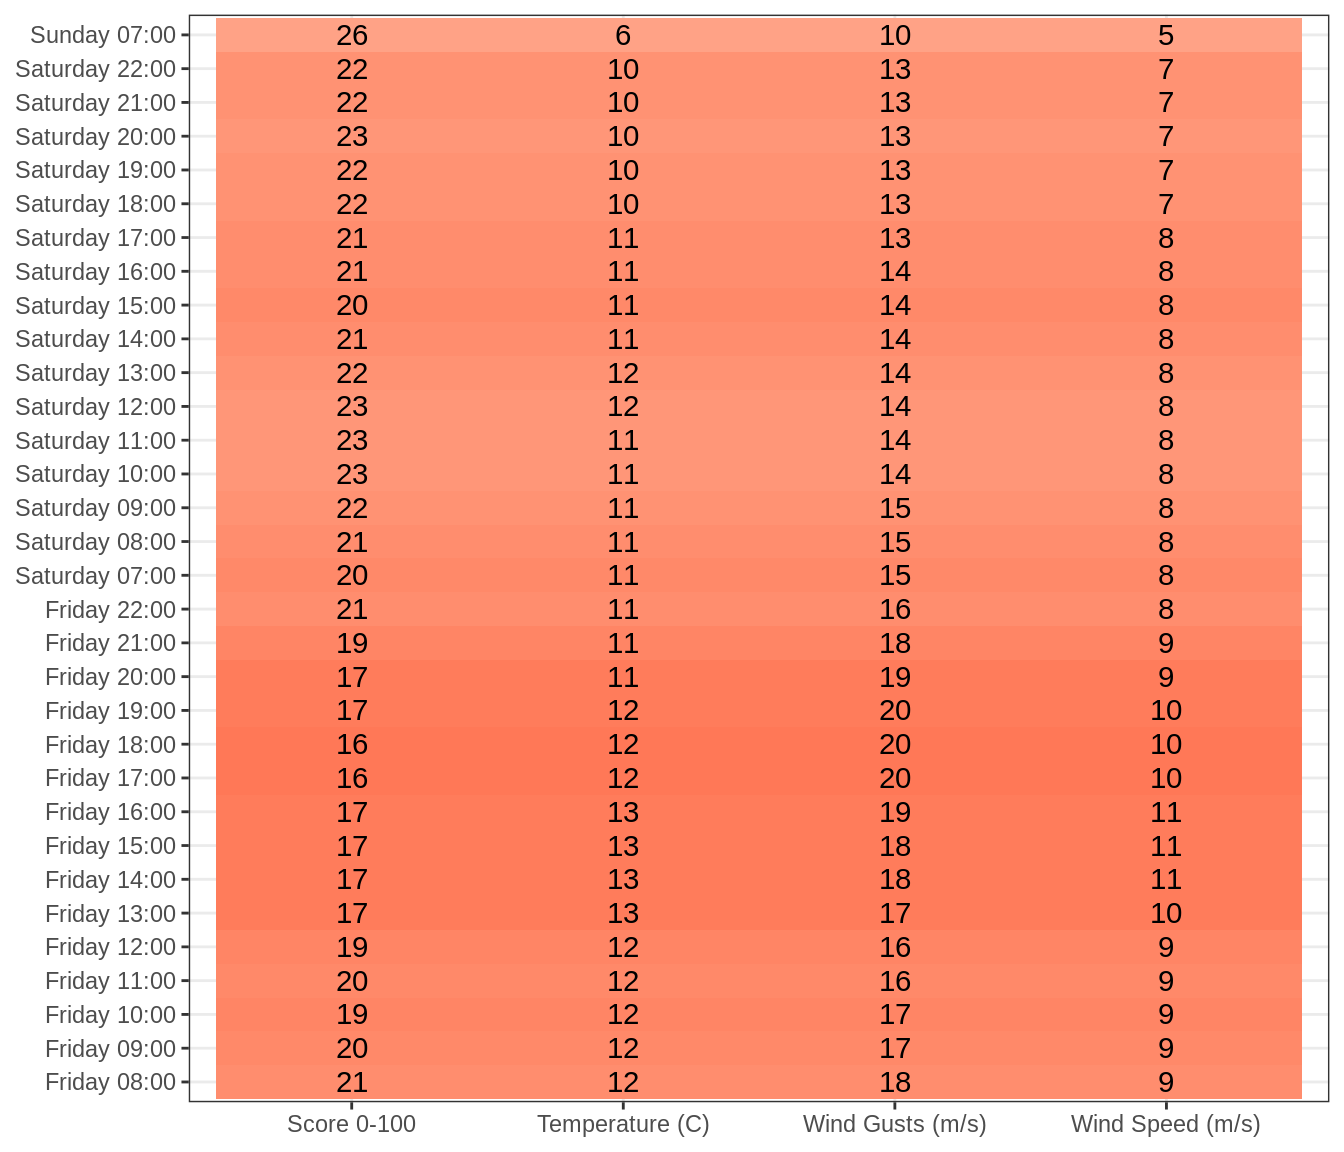 Sunday 07:00 26 6 10 5
Saturday 22:00 22 10 13 7
Saturday 21:00 22 10 13 7
Saturday 20:00 23 10 13 7
Saturday 19:00 22 10 13 7
Saturday 18:00 22 10 13 7
Saturday 17:00 21 11 13 8
Saturday 16:00 21 11 14 8
Saturday 15:00 20 11 14 8
Saturday 14:00 21 11 14 8
Saturday 13:00 22 12 14 8
Saturday 12:00 23 12 14 8
Saturday 11:00 23 11 14 8
Saturday 10:00 23 11 14 8
Saturday 09:00 22 11 15 8
Saturday 08:00 21 11 15 8
Saturday 07:00 20 11 15 8
Friday 22:00 21 11 16 8
Friday 21:00 19 11 18 9
Friday 20:00 17 11 19 9
Friday 19:00 17 12 20 10
Friday 18:00 16 12 20 10
Friday 17:00 16 12 20 10
Friday 16:00 17 13 19 11
Friday 15:00 17 13 18 11
Friday 14:00 17 13 18 11
Friday 13:00 17 13 17 10
Friday 12:00 19 12 16 9
Friday 11:00 20 12 16 9
Friday 10:00 19 12 17 9
Friday 09:00 20 12 17 9
Friday 08:00 21 12 18 9
Score 0-100 Temperature (C) Wind Gusts (m/s) Wind Speed (m/s)